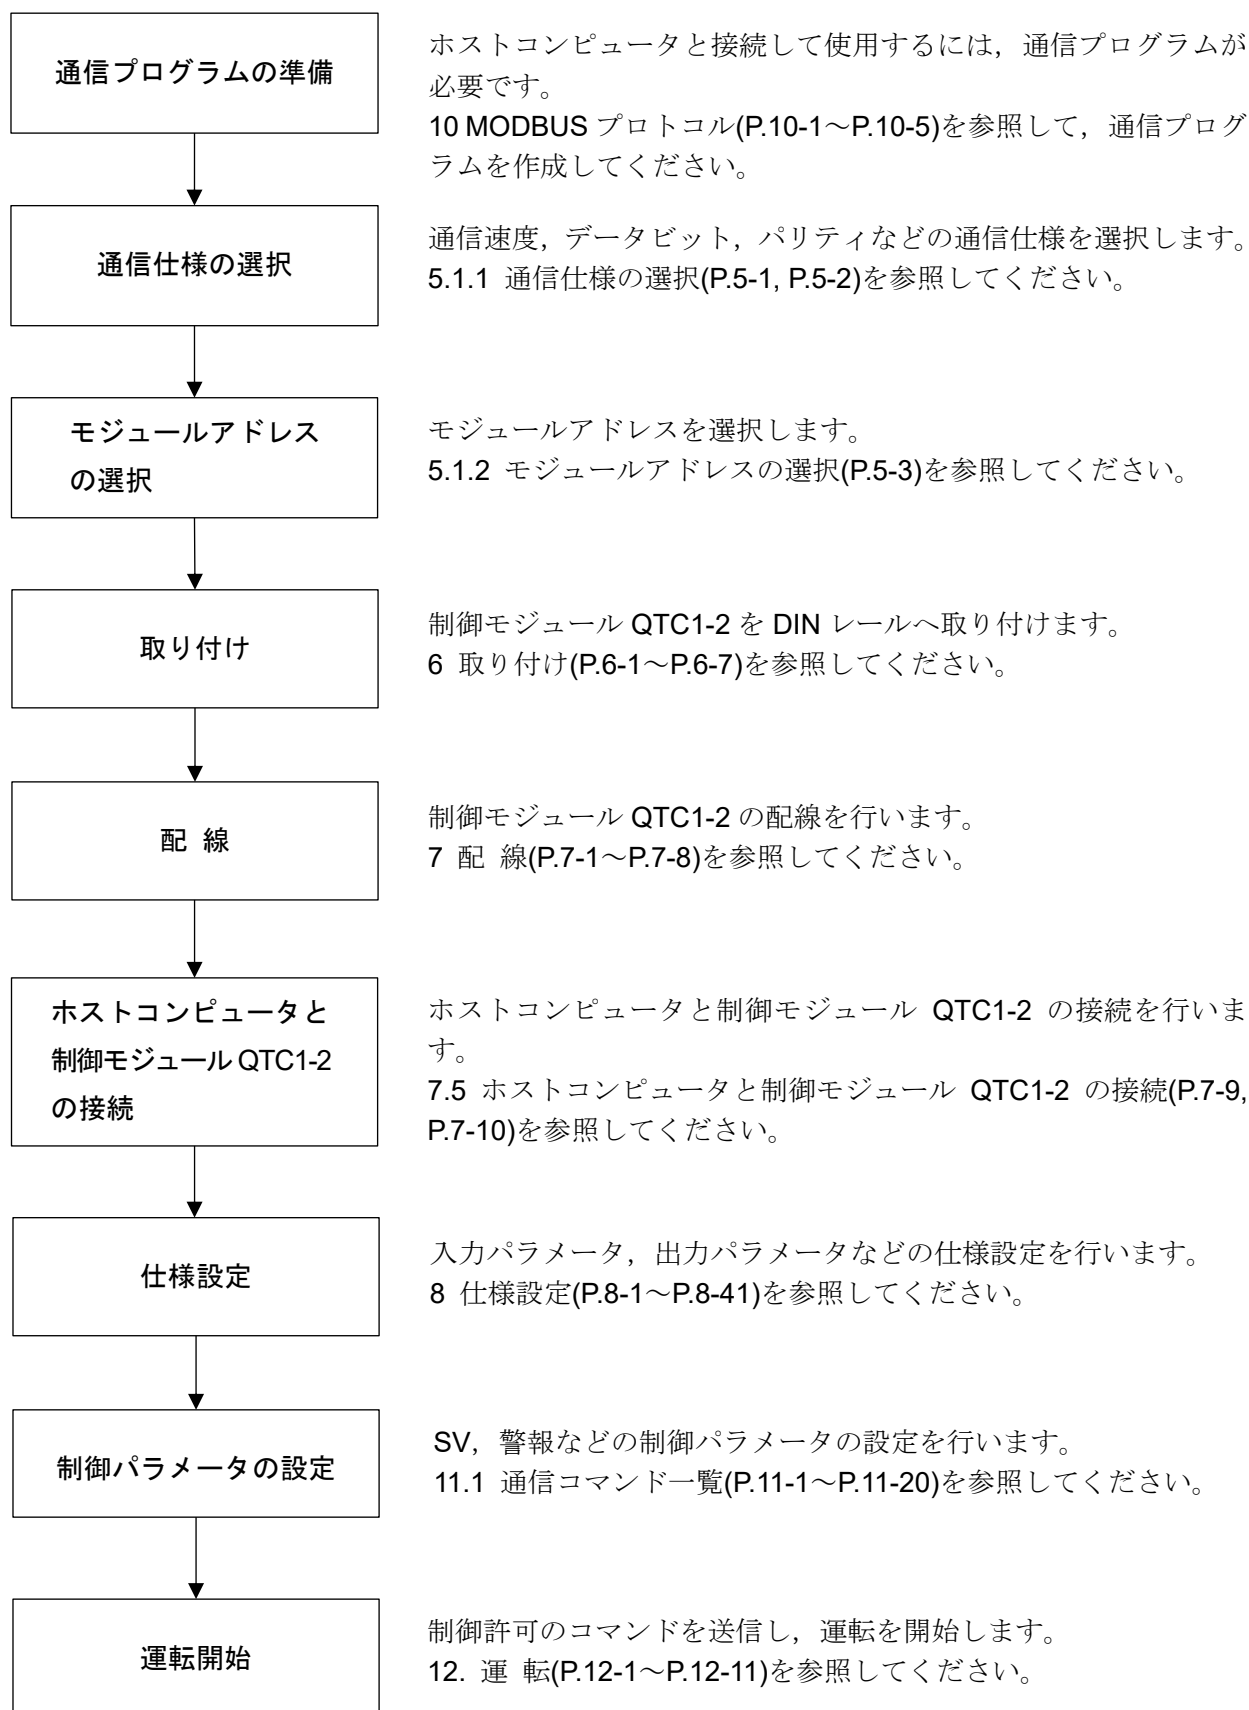 通信プログラムの準備
ホストコンピュータと接続して使用するには，通信プログラムが
必要です。
10 MODBUS プロトコル(P.10-1～P.10-5)を参照して，通信プログ
ラムを作成してください。
通信仕様の選択
通信速度，データビット，パリティなどの通信仕様を選択します。
5.1.1 通信仕様の選択(P.5-1, P.5-2)を参照してください。
モジュールアドレス
の選択
モジュールアドレスを選択します。
5.1.2 モジュールアドレスの選択(P.5-3)を参照してください。
取り付け
制御モジュール QTC1-2 を DIN レールへ取り付けます。
6 取り付け(P.6-1～P.6-7)を参照してください。
配 線
制御モジュール QTC1-2 の配線を行います。
7 配 線(P.7-1～P.7-8)を参照してください。
ホストコンピュータと
制御モジュール QTC1-2
の接続
ホストコンピュータと制御モジュール QTC1-2 の接続を行いま
す。
7.5 ホストコンピュータと制御モジュール QTC1-2 の接続(P.7-9,
P.7-10)を参照してください。
仕様設定
入力パラメータ，出力パラメータなどの仕様設定を行います。
8 仕様設定(P.8-1～P.8-41)を参照してください。
制御パラメータの設定
SV，警報などの制御パラメータの設定を行います。
11.1 通信コマンド一覧(P.11-1～P.11-20)を参照してください。
運転開始
制御許可のコマンドを送信し，運転を開始します。
12. 運 転(P.12-1～P.12-11)を参照してください。